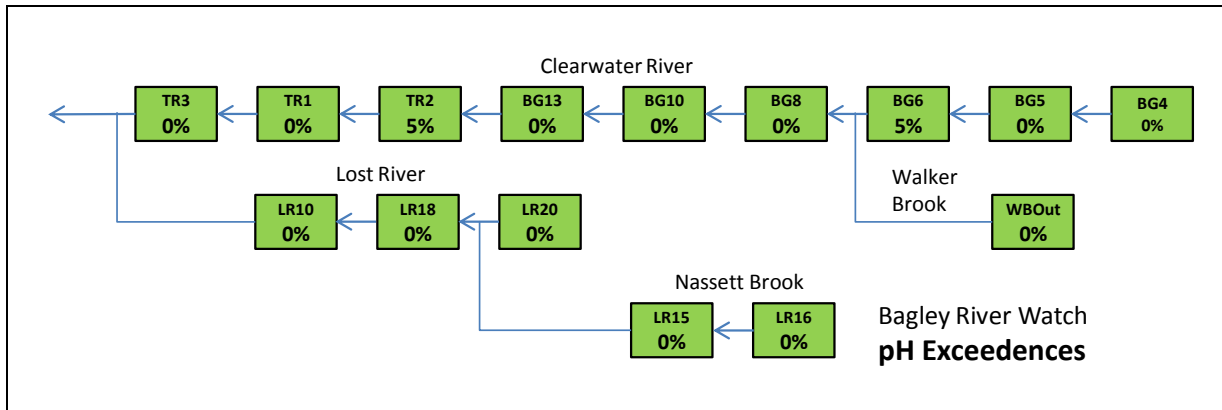 Clearwater River
TR3
0%
TR1
0%
TR2
5%
BG13
0%
BG10
0%
BG8
0%
BG6
5%
BG5
0%
BG4
0%
Lost River
Walker
Brook
LR10
0%
LR18
0%
LR20
0%
WBOut
0%
Nassett Brook
LR15
0%
LR16
0%
Bagley River Watch
pH Exceedences